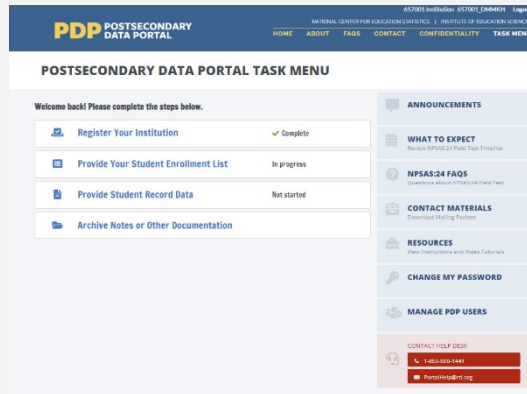 657001 Institution 657001_DMMKH Logo
PDP POSTSECONDARY
DATA PORTAL
NATIONAL CENTER FOR EDUCATION STATISTICS | INSTITUTE OF EDUCATION SCIENCE
HOME ABOUT FAQS CONTACT CONFIDENTIALITY TASK MEN
POSTSECONDARY DATA PORTAL TASK MENU
Welcome back! Please complete the steps below.
Register Your Institution Complete
Provide Your Student Enrollment List In progress
Provide Student Record Data Not started
Archive Notes or Other Documentation
ANNOUNCEMENTS
WHAT TO EXPECT
Review NPSAS:24 Field Test Timeline
NPSAS:24 FAQS
Questions about NPSAS:24 Field Test
CONTACT MATERIALS
Download Mailing Packets
RESOURCES
View Instructions and Video Tutorials
CHANGE MY PASSWORD
MANAGE PDP USERS
CONTACT HELP DESK
1-855-500-1441
PortalHelp@rti.org